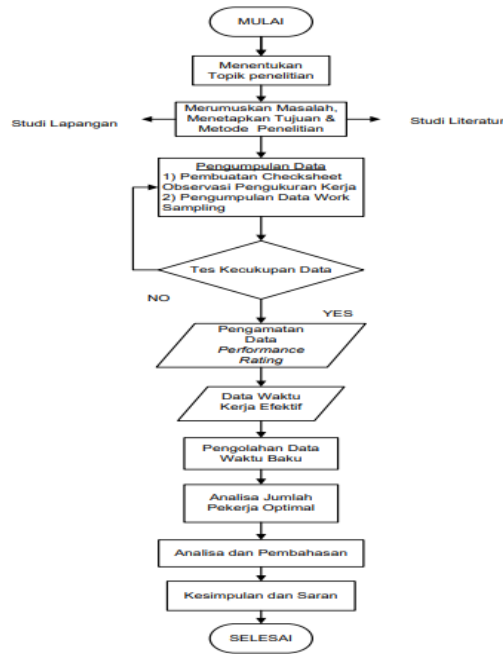 MULAI
Menentukan
Topik penelitian
Merumuskan Masalah,
Menetapkan Tujuan &
Metode Penelitian
Studi Lapangan
Studi Literatur
Pengumpulan Data
1) Pembuatan Checksheet
Observasi Pengukuran Kerja
2) Pengumpulan Data Work
Sampling
Tes Kecukupan Data
NO
YES
Pengamatan
Data
Performance
Rating
Data Waktu
Kerja Efektif
Pengolahan Data
Waktu Baku
Analisa Jumlah
Pekerja Optimal
Analisa dan Pembahasan
Kesimpulan dan Saran
SELESAI